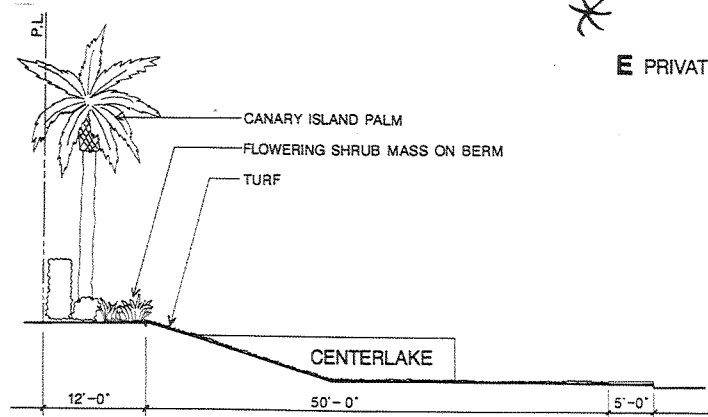 P.L.
E PRIVAT
CANARY ISLAND PALM
FLOWERING SHRUB MASS ON BERM
TURF
CENTERLAKE
12'-0"
50'-0"
5'-0"